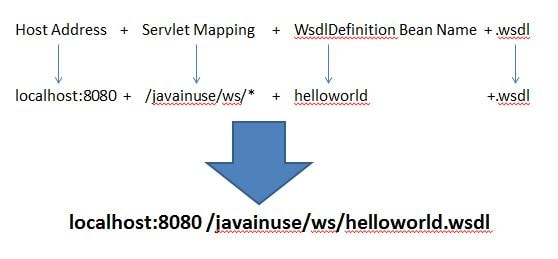 Host Address + Servlet Mapping + WsdlDefinition Bean Name +.wsdl
localhost:8080 + /javainuse/ws/* + helloworld +.wsdl
localhost:8080 /javainuse/ws/helloworld.wsdl